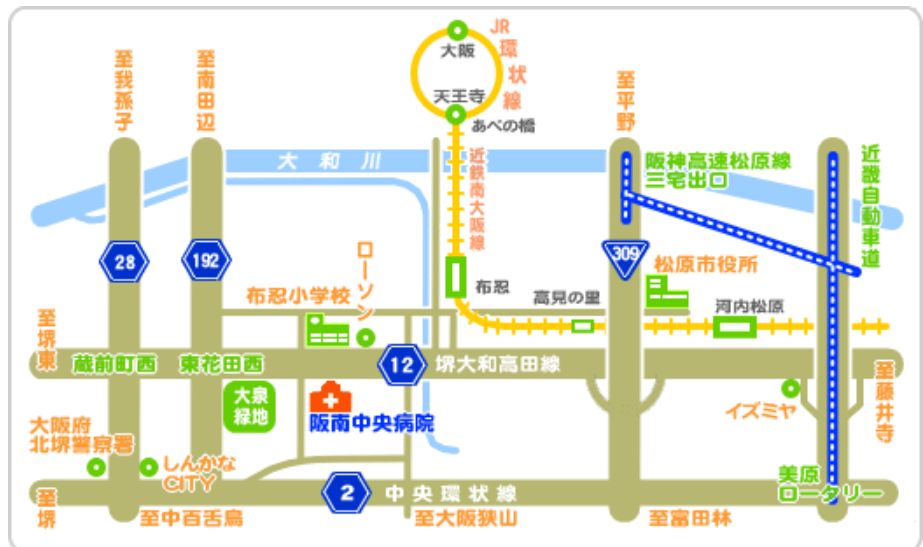 JR
環状線
大阪
天王寺
あべの橋
至我孫子
至南田辺
至平野
大和川
近鉄南大阪線
阪神高速松原線
三宅出口
近畿自動車道
28
192
309
ローソン
布忍小学校
布忍
高見の里
松原市役所
河内松原
至堺東
蔵前町西
東花田西
12
堺大和高田線
至藤井寺
大泉
緑地
阪南中央病院
イズミヤ
大阪府
北堺警察署
しんかな
CITY
美原
ロータリー
至堺
2
中央環状線
至中百舌鳥
至大阪狭山
至富田林